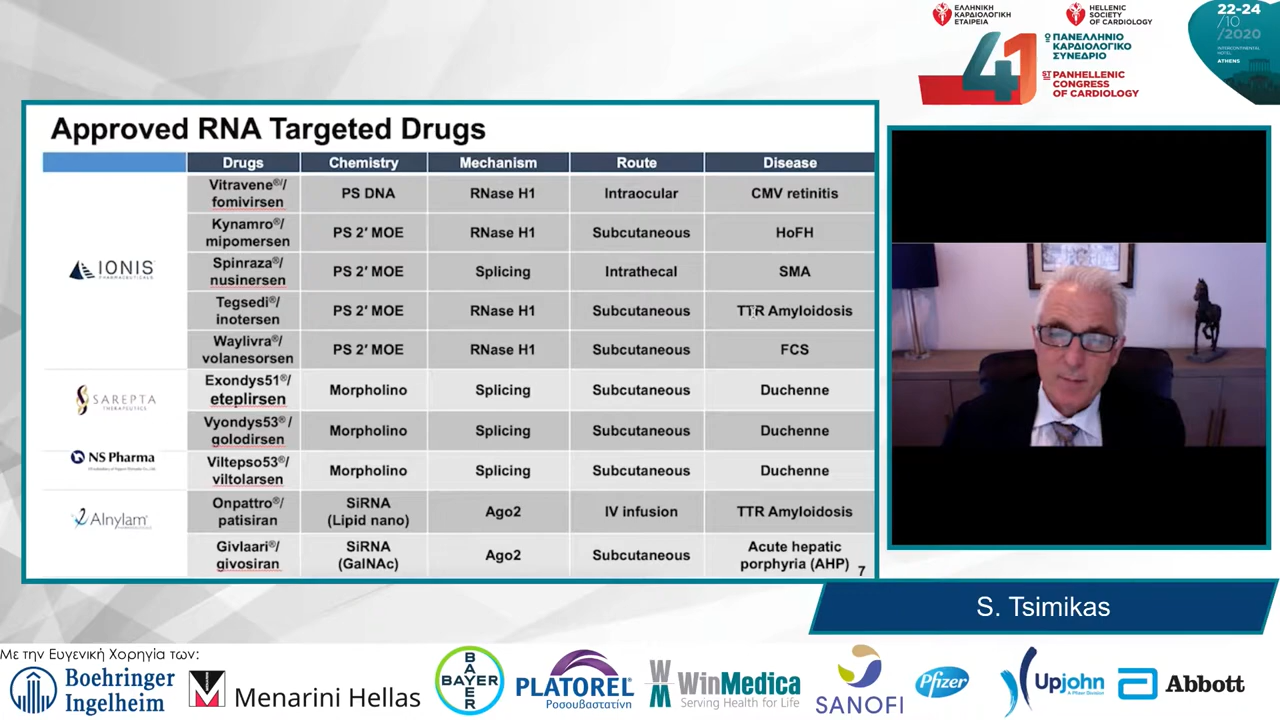 ΕΛΛΗΝΙΚΗ
ΚΑΡΔΙΟΛΟΓΙΚΗ
ΕΤΑΙΡΕΙΑ
HELLENIC
SOCIETY
OF CARDIOLOGY
41
ο ΠΑΝΕΛΛΗΝΙΟ
ΚΑΡΔΙΟΛΟΓΙΚΟ
ΣΥΝΕΔΡΙΟ
ST PANHELLENIC
CONGRESS
OF CARDIOLOGY
22-24
/10
/2020
INTERCONTINENTAL
HOTEL
ATHENS
Approved RNA Targeted Drugs
Drugs Chemistry Mechanism Route Disease
IONIS
PHARMACEUTICALS
Vitravene®/
fomivirsen PS DNA RNase H1 Intraocular CMV retinitis
Kynamro®/
mipomersen PS 2′ MOE RNase H1 Subcutaneous HoFH
Spinraza®/
nusinersen PS 2′ MOE Splicing Intrathecal SMA
Tegsedi®/
inotersen PS 2′ MOE RNase H1 Subcutaneous TTR Amyloidosis
Waylivra®/
volanesorsen PS 2′ MOE RNase H1 Subcutaneous FCS
SAREPTA
THERAPEUTICS
Exondys51®/
eteplirsen Morpholino Splicing Subcutaneous Duchenne
Vyondys53®/
golodirsen Morpholino Splicing Subcutaneous Duchenne
NS Pharma
Viltepso53®/
viltolarsen Morpholino Splicing Subcutaneous Duchenne
Alnylam
Onpattro®/
patisiran SiRNA
(Lipid nano) Ago2 IV infusion TTR Amyloidosis
Givlaari®/
givosiran SiRNA
(GalNAc) Ago2 Subcutaneous Acute hepatic
porphyria (AHP)
7
S. Tsimikas
Με την Ευγενική Χορηγία των:
Boehringer
Ingelheim
Menarini Hellas
BAYER
BAYER
PLATOREL
Ροσουβαστατίνη
WinMedica
Serving Health for Life
SANOFI
Pfizer
Upjohn
A Pfizer Division
Abbott